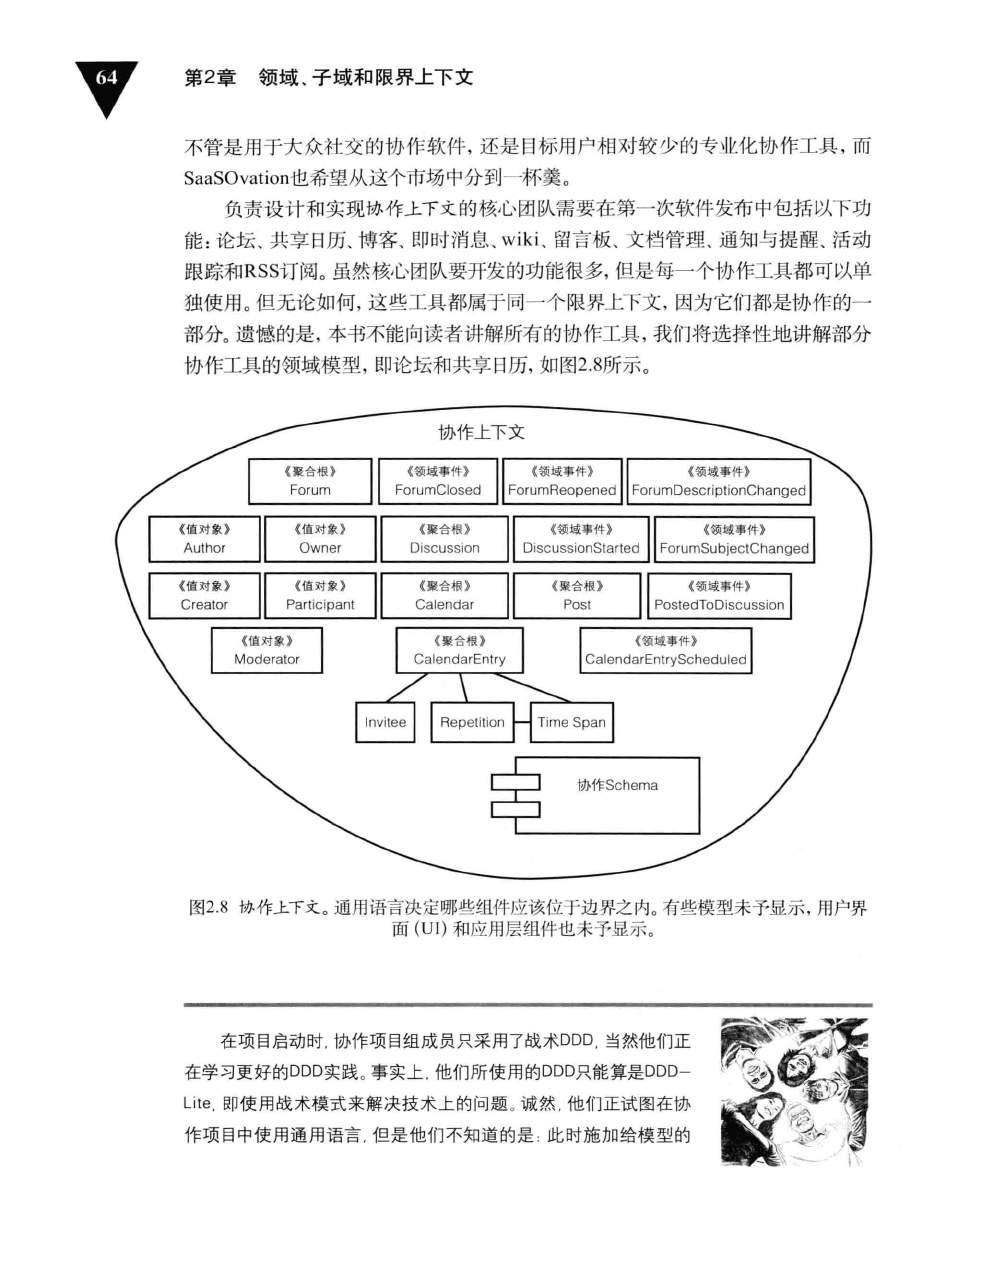 64
第2章 领域、子域和限界上下文
不管是用于大众社交的协作软件，还是目标用户相对较少的专业化协作工具，而
SaaSOvation也希望从这个市场中分到一杯羹。
负责设计和实现协作上下文的核心团队需要在第一次软件发布中包括以下功
能：论坛、共享日历、博客、即时消息、wiki、留言板、文档管理、通知与提醒、活动
跟踪和RSS订阅。虽然核心团队要开发的功能很多，但是每一个协作工具都可以单
独使用。但无论如何，这些工具都属于同一个限界上下文，因为它们都是协作的一
部分。遗憾的是，本书不能向读者讲解所有的协作工具，我们将选择性地讲解部分
协作工具的领域模型，即论坛和共享日历，如图2.8所示。
协作上下文
《聚合根》 《领域事件》 《领域事件》 《领域事件》
Forum ForumClosed ForumReopened ForumDescriptionChanged
《值对象》 《值对象》 《聚合根》 《领域事件》 《领域事件》
Author Owner Discussion DiscussionStarted ForumSubjectChanged
《值对象》 《值对象》 《聚合根》 《聚合根》 《领域事件》
Creator Participant Calendar Post PostedToDiscussion
《值对象》 《聚合根》 《领域事件》
Moderator CalendarEntry CalendarEntryScheduled
Invitee Repetition Time Span
协作Schema
图2.8 协作上下文。通用语言决定哪些组件应该位于边界之内。有些模型未予显示，用户界
面（UI）和应用层组件也未予显示。
在项目启动时，协作项目组成员只采用了战术DDD，当然他们正
在学习更好的DDD实践。事实上，他们所使用的DDD只能算是DDD-
Lite，即使用战术模式来解决技术上的问题。诚然，他们正试图在协
作项目中使用通用语言，但是他们不知道的是：此时施加给模型的